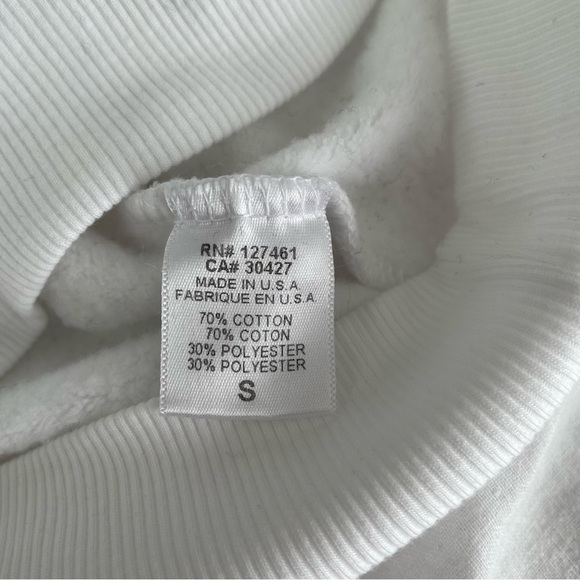 RN# 127461
CA# 30427
MADE IN U.S.A
FABRIQUE EN U.S.A
70% COTTON
70% COTON
30% POLYESTER
30% POLYESTER
S